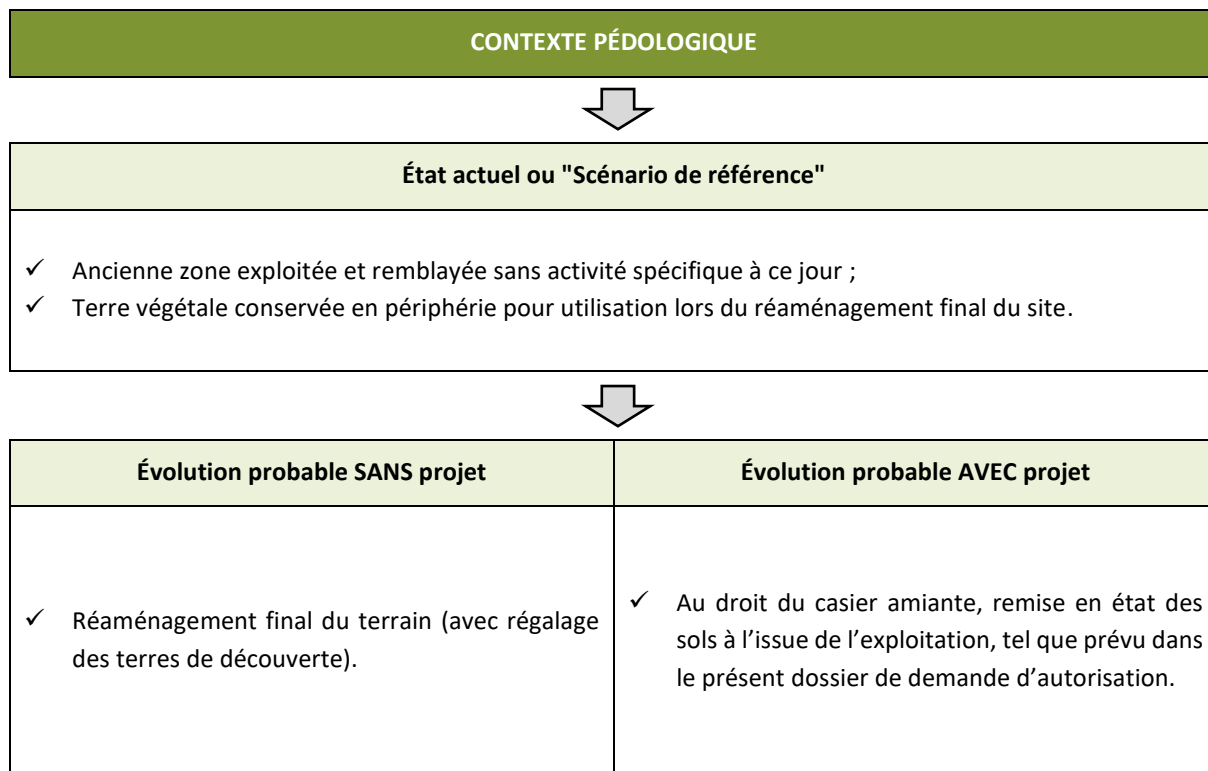 CONTEXTE PÉDOLOGIQUE
État actuel ou "Scénario de référence"
✓ Ancienne zone exploitée et remblayée sans activité spécifique à ce jour ;
✓ Terre végétale conservée en périphérie pour utilisation lors du réaménagement final du site.
Évolution probable SANS projet
✓ Réaménagement final du terrain (avec régalage
des terres de découverte).
Évolution probable AVEC projet
✓ Au droit du casier amiante, remise en état des
sols à l’issue de l’exploitation, tel que prévu dans
le présent dossier de demande d’autorisation.